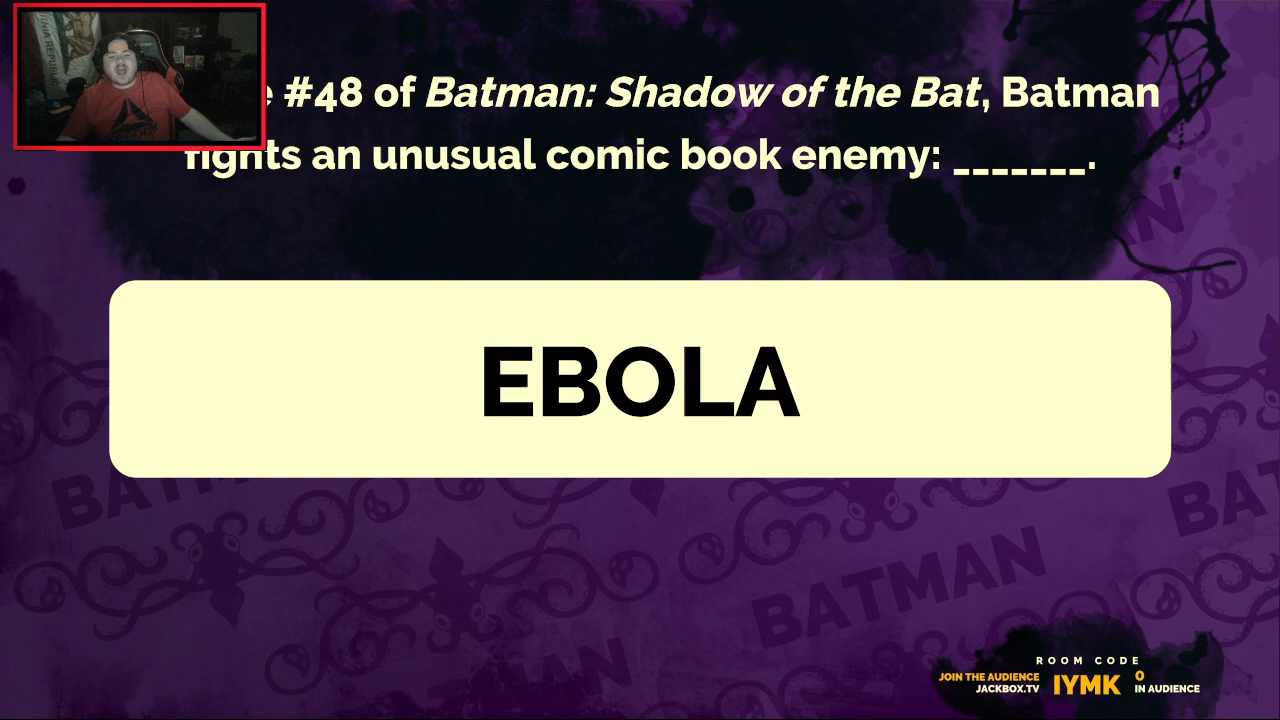 e #48 of Batman: Shadow of the Bat, Batman
fights an unusual comic book enemy: _______.
EBOLA
BATMAN
ROOM CODE
JOIN THE AUDIENCE
JACKBOX.TV
IYMK
0
IN AUDIENCE